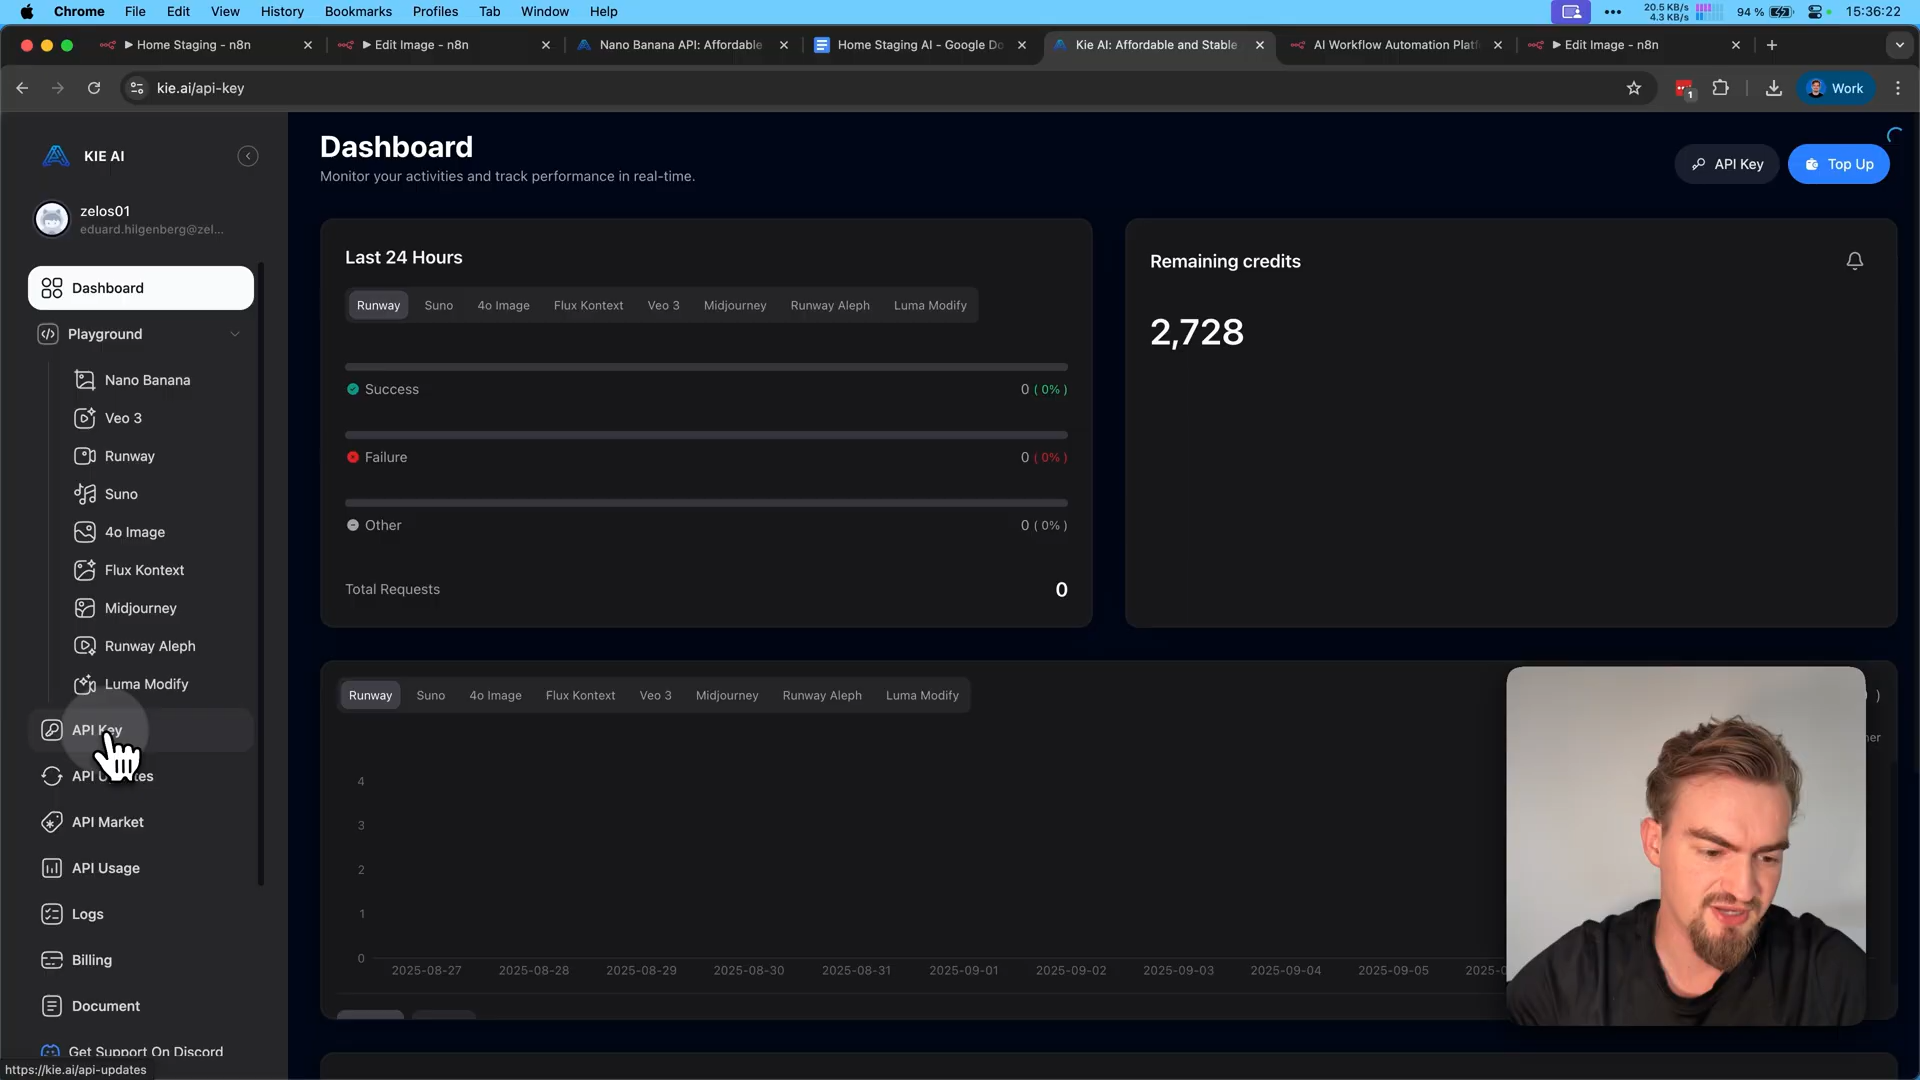 Chrome File Edit View History Bookmarks Profiles Tab Window Help
20.5 KB/s
4.3 KB/s
94 %
15:36:22
Home Staging - n8n
Edit Image - n8n
Nano Banana API: Affordable
Home Staging AI - Google Do
Kie AI: Affordable and Stable
AI Workflow Automation Platf
Edit Image - n8n
kie.ai/api-key
1
Work
KIE AI
zelos01
eduard.hilgenberg@zel...
Dashboard
Playground
Nano Banana
Veo 3
Runway
Suno
4o Image
Flux Kontext
Midjourney
Runway Aleph
Luma Modify
API Key
API Market
API Usage
Logs
Billing
Document
Get Support On Discord
https://kie.ai/api-updates
Dashboard
Monitor your activities and track performance in real-time.
API Key
Top Up
Last 24 Hours
Runway Suno 4o Image Flux Kontext Veo 3 Midjourney Runway Aleph Luma Modify
Success 0 ( 0% )
Failure 0 ( 0% )
Other 0 ( 0% )
Total Requests 0
Remaining credits
2,728
Runway Suno 4o Image Flux Kontext Veo 3 Midjourney Runway Aleph Luma Modify
4
3
2
1
0
2025-08-27 2025-08-28 2025-08-29 2025-08-30 2025-08-31 2025-09-01 2025-09-02 2025-09-03 2025-09-04 2025-09-05